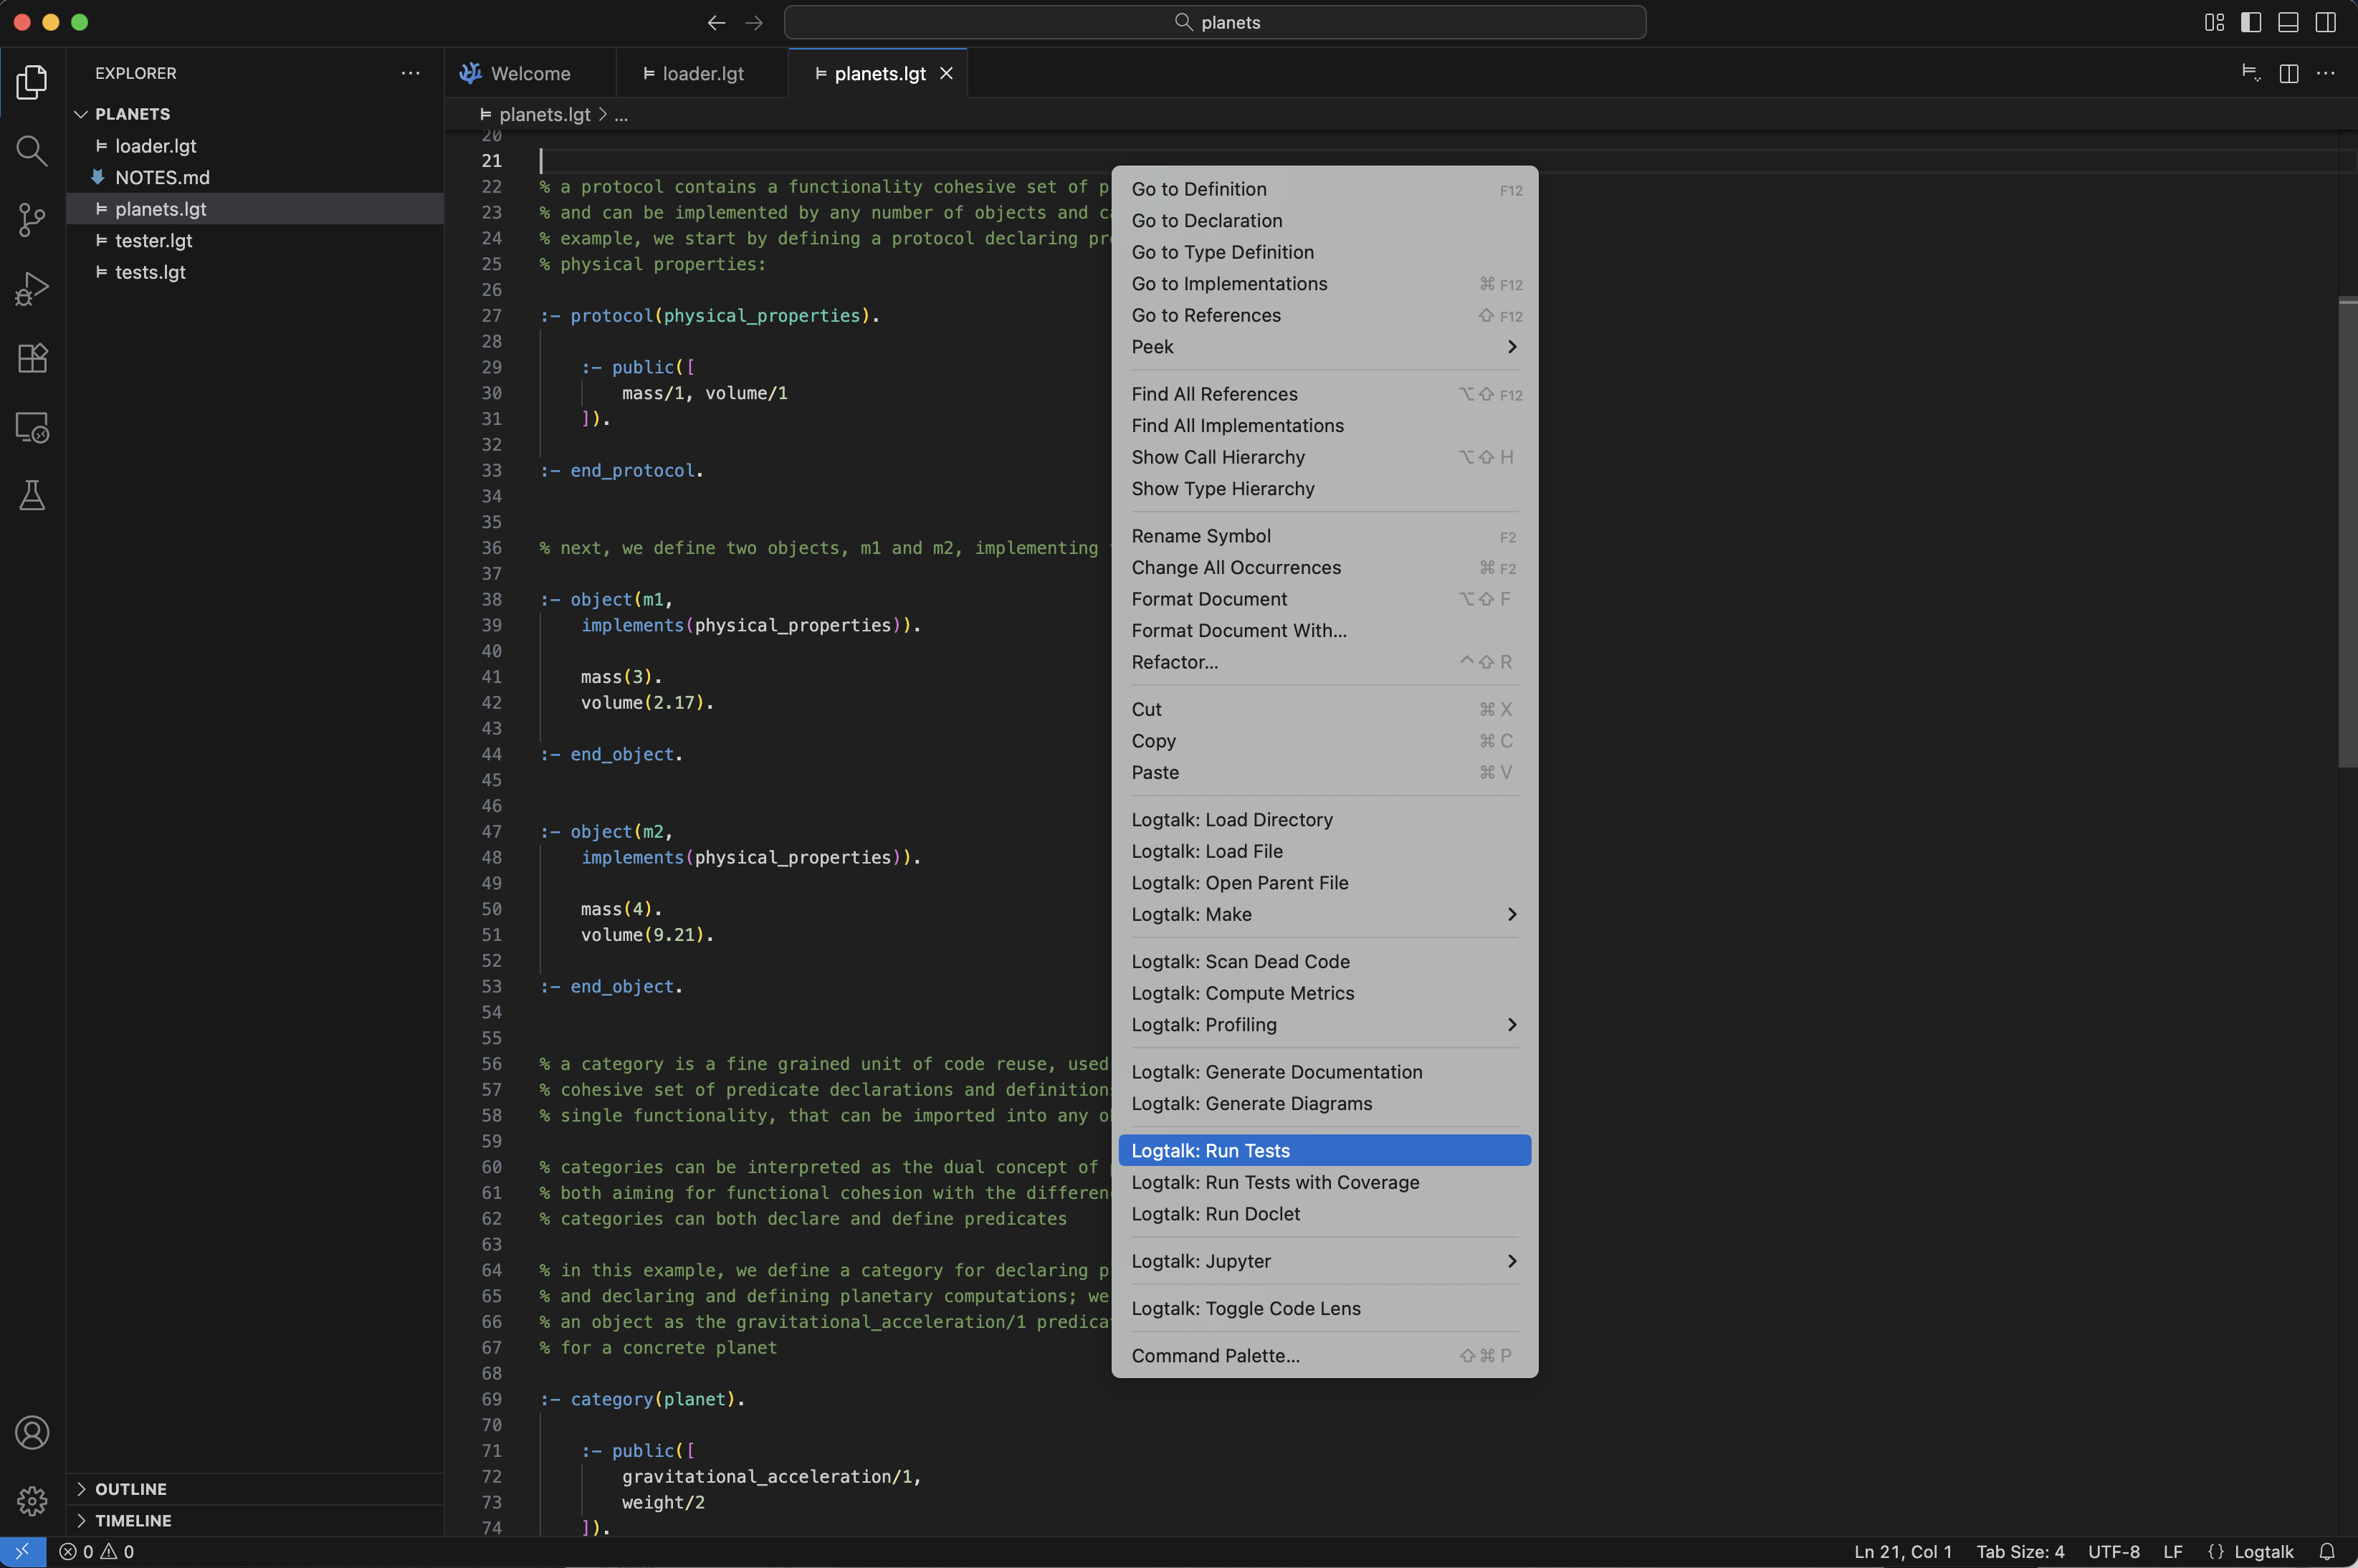 planets
EXPLORER
Welcome
loader.lgt
planets.lgt
PLANETS
loader.lgt
NOTES.md
planets.lgt
tester.lgt
tests.lgt
OUTLINE
TIMELINE
planets.lgt > ...
20
21
22 % a protocol contains a functionality cohesive set of p
23 % and can be implemented by any number of objects and ca
24 % example, we start by defining a protocol declaring pre
25 % physical properties:
26
27 :- protocol(physical_properties).
28
29 :- public([
30 mass/1, volume/1
31 ]).
32
33 :- end_protocol.
34
35
36 % next, we define two objects, m1 and m2, implementing
37
38 :- object(m1,
39 implements(physical_properties)).
40
41 mass(3).
42 volume(2.17).
43
44 :- end_object.
45
46
47 :- object(m2,
48 implements(physical_properties)).
49
50 mass(4).
51 volume(9.21).
52
53 :- end_object.
54
55
56 % a category is a fine grained unit of code reuse, used
57 % cohesive set of predicate declarations and definition
58 % single functionality, that can be imported into any o
59
60 % categories can be interpreted as the dual concept of
61 % both aiming for functional cohesion with the differen
62 % categories can both declare and define predicates
63
64 % in this example, we define a category for declaring p
65 % and declaring and defining planetary computations; we
66 % an object as the gravitational_acceleration/1 predica
67 % for a concrete planet
68
69 :- category(planet).
70
71 :- public([
72 gravitational_acceleration/1,
73 weight/2
74 ]).
Go to Definition F12
Go to Declaration
Go to Type Definition
Go to Implementations ⌘ F12
Go to References ⇧ F12
Peek
Find All References ⌥⇧ F12
Find All Implementations
Show Call Hierarchy ⌥⇧ H
Show Type Hierarchy
Rename Symbol F2
Change All Occurrences ⌘ F2
Format Document ⌥⇧ F
Format Document With...
Refactor... ^⇧ R
Cut ⌘ X
Copy ⌘ C
Paste ⌘ V
Logtalk: Load Directory
Logtalk: Load File
Logtalk: Open Parent File
Logtalk: Make
Logtalk: Scan Dead Code
Logtalk: Compute Metrics
Logtalk: Profiling
Logtalk: Generate Documentation
Logtalk: Generate Diagrams
Logtalk: Run Tests
Logtalk: Run Tests with Coverage
Logtalk: Run Doclet
Logtalk: Jupyter
Logtalk: Toggle Code Lens
Command Palette... ⇧⌘ P
0 0
Ln 21, Col 1 Tab Size: 4 UTF-8 LF {} Logtalk